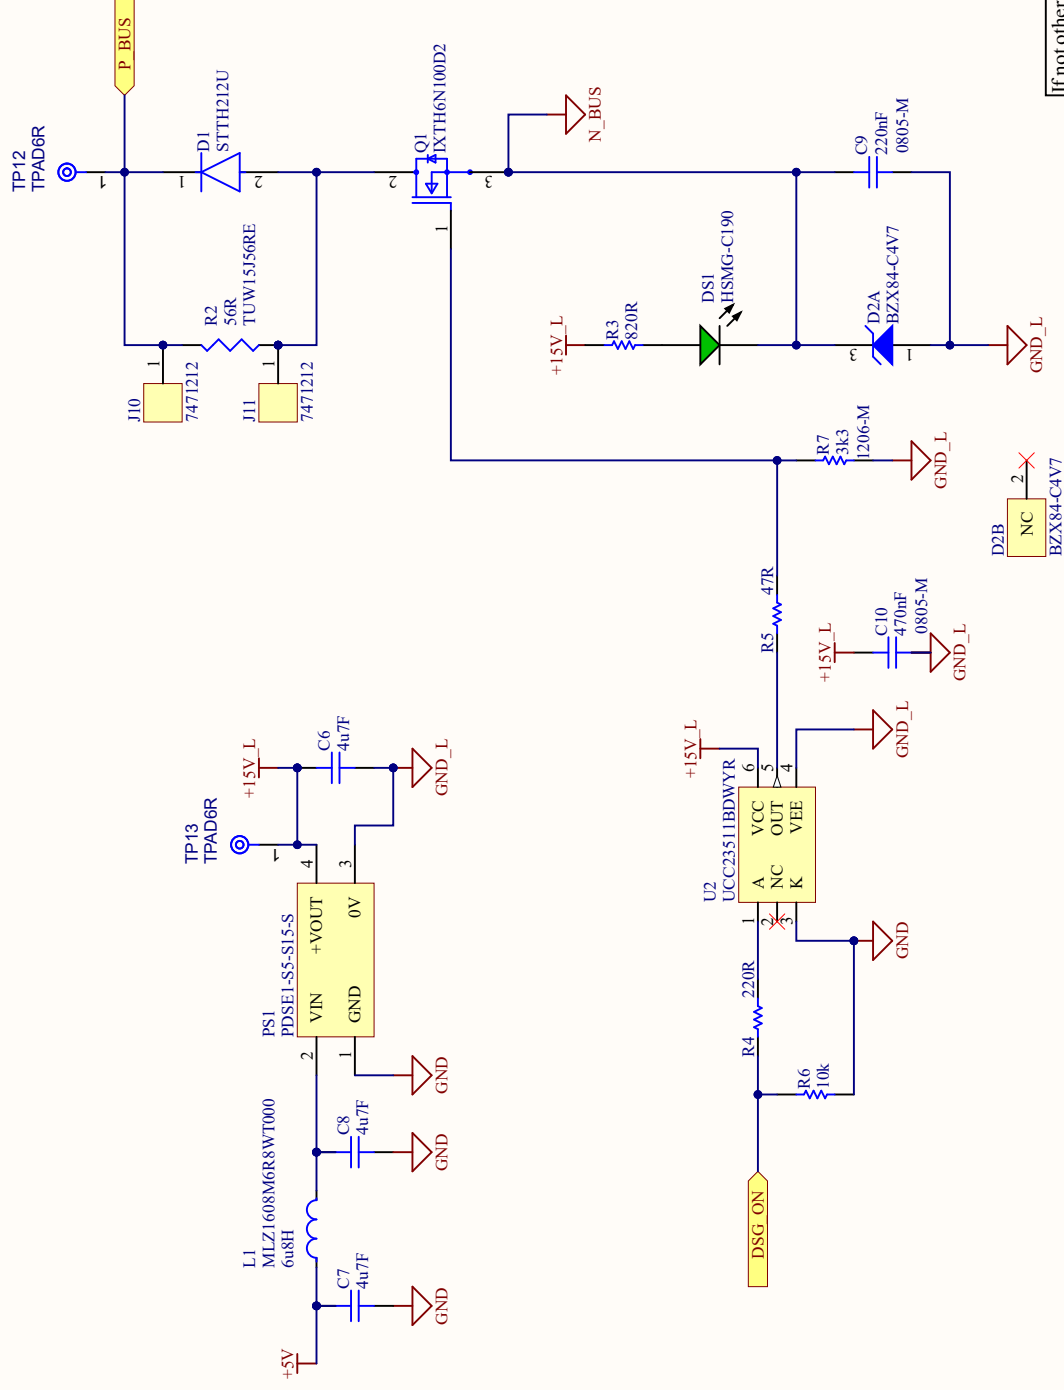 P_BUS
TP12
TPAD6R
1
D1
STTH212U
1
2
R2
56R
TUW15J56RE
J10
7471212
1
J11
7471212
1
Q1
IXTH6N100D2
2
3
1
N_BUS
+15V_L
R3
820R
DS1
HSMG-C190
C9
220nF
0805-M
D2A
BZX84-C4V7
3
1
GND_L
R7
3k3
1206-M
GND_L
D2B
NC
2
BZX84-C4V7
If not other
R5
47R
+15V_L
C10
470nF
0805-M
GND_L
+15V_L
C6
4u7F
GND_L
TP13
TPAD6R
1
PS1
PDSE1-S5-S15-S
VIN
+VOUT
GND
0V
2
4
1
3
GND
L1
MLZ1608M6R8WT000
6u8H
C8
4u7F
GND
C7
4u7F
GND
+5V
+15V_L
U2
UCC23511BDWYR
A
VCC
NC
OUT
K
VEE
1
2
3
6
5
4
GND_L
GND
R4
220R
R6
10k
DSG_ON